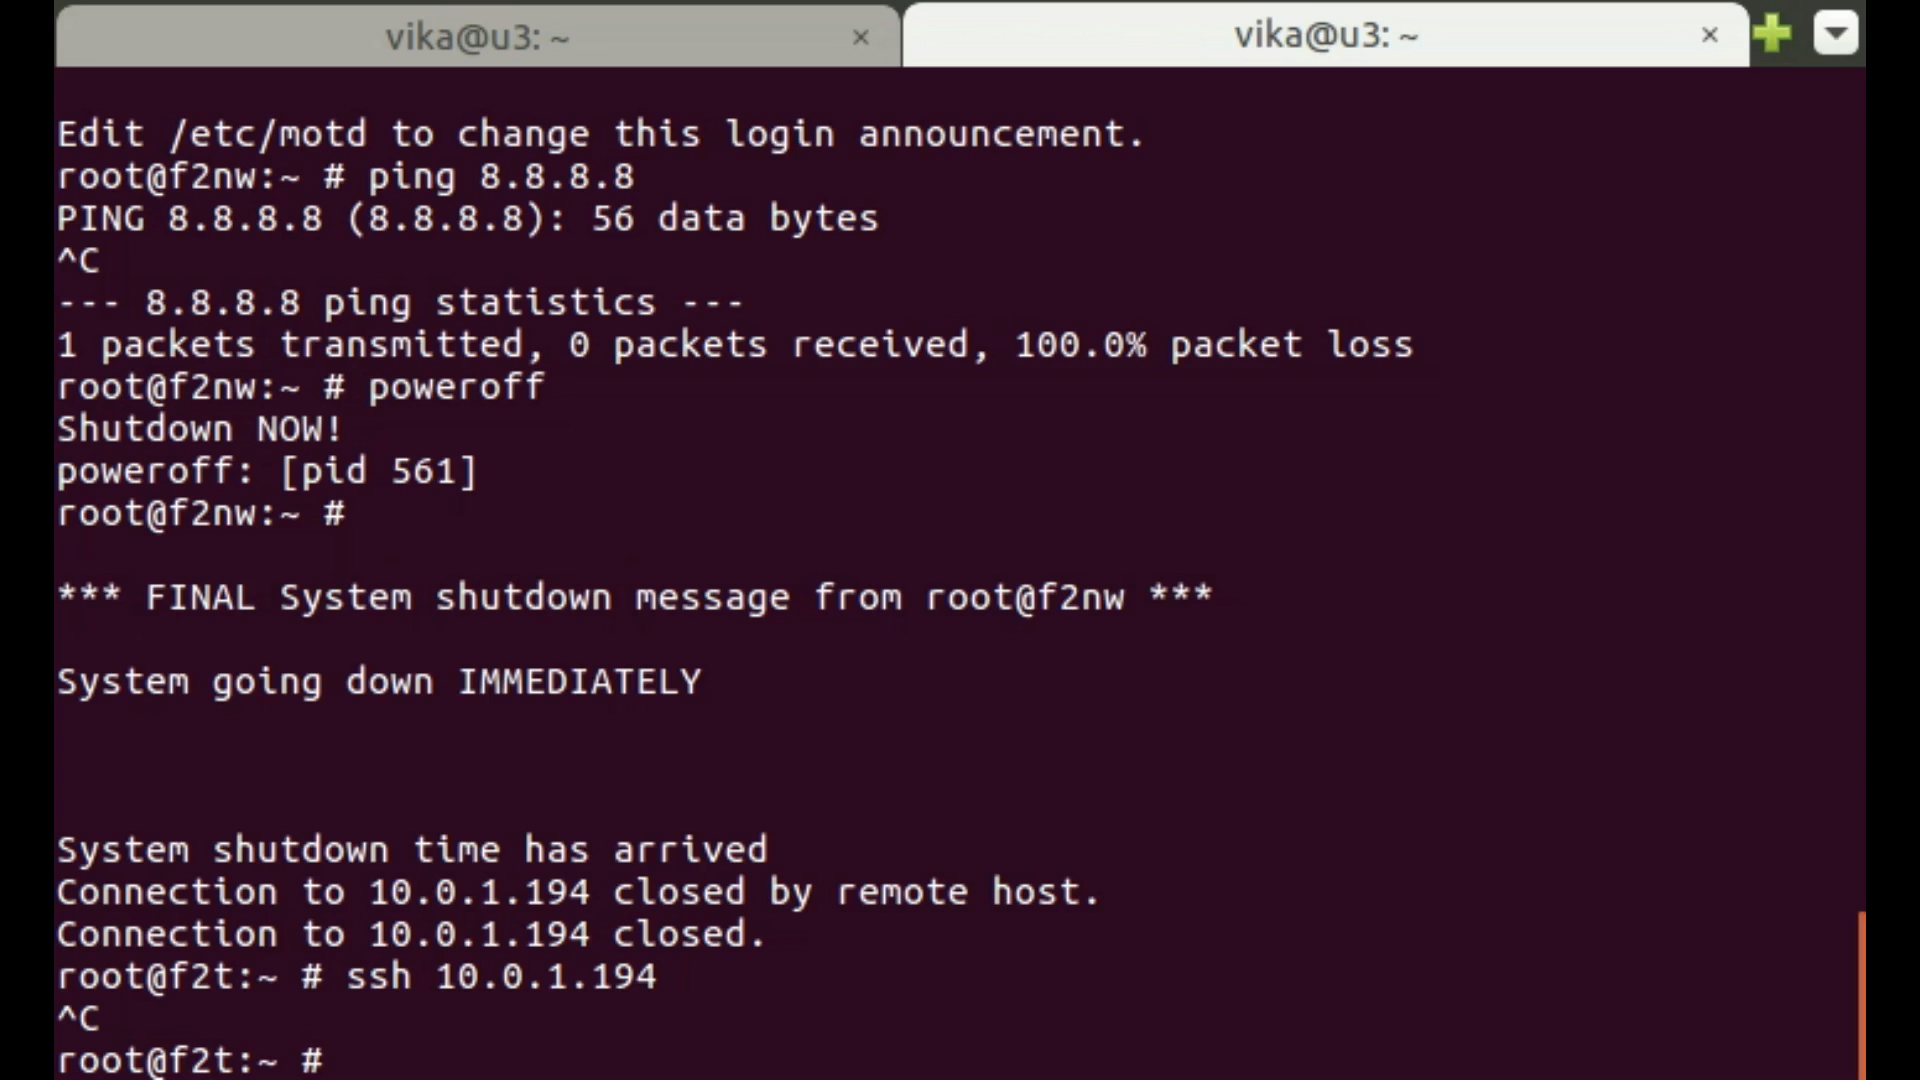 vika@u3: ~ × vika@u3: ~ ×
Edit /etc/motd to change this login announcement.
root@f2nw:~ # ping 8.8.8.8
PING 8.8.8.8 (8.8.8.8): 56 data bytes
^C
--- 8.8.8.8 ping statistics ---
1 packets transmitted, 0 packets received, 100.0% packet loss
root@f2nw:~ # poweroff
Shutdown NOW!
poweroff: [pid 561]
root@f2nw:~ #
*** FINAL System shutdown message from root@f2nw ***
System going down IMMEDIATELY
System shutdown time has arrived
Connection to 10.0.1.194 closed by remote host.
Connection to 10.0.1.194 closed.
root@f2t:~ # ssh 10.0.1.194
^C
root@f2t:~ #